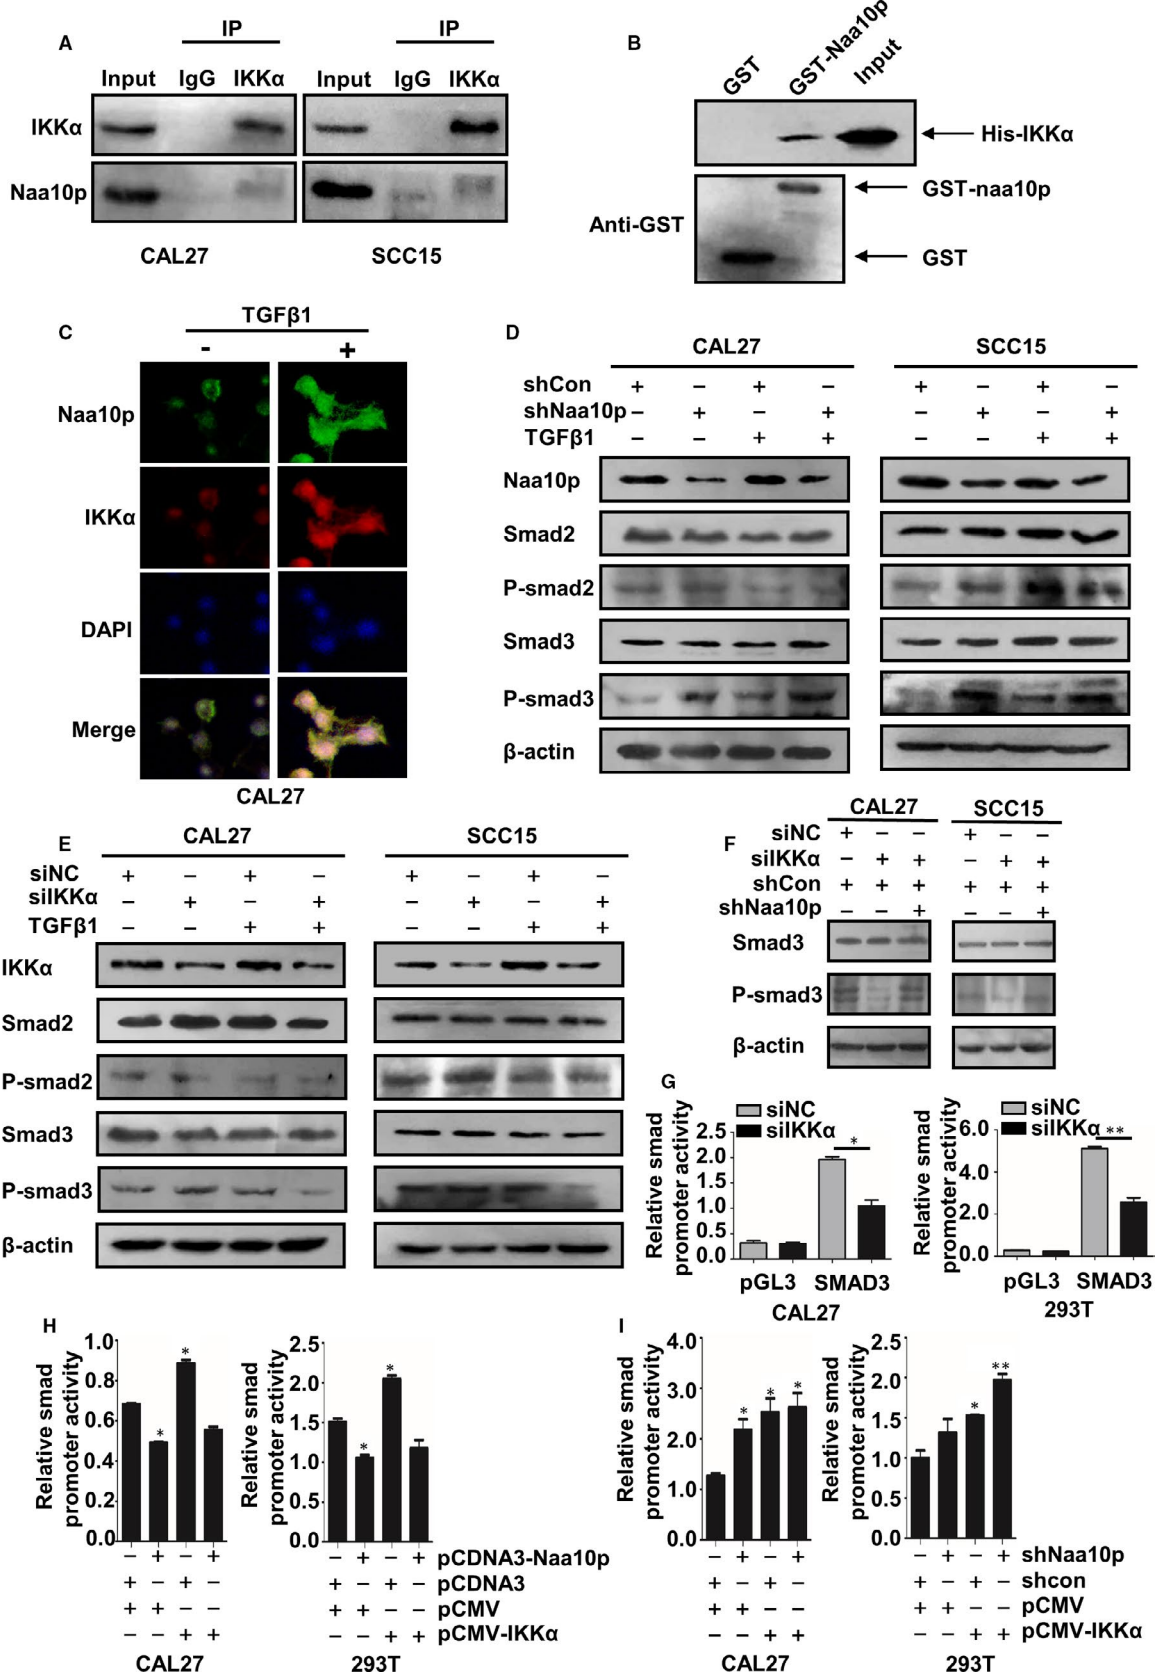 A
IP
IP
Input IgG IKKα
Input IgG IKKα
IKKα
Naa10p
CAL27
SCC15
B
GST
GST-Naa10p
Input
His-IKKα
GST-naa10p
Anti-GST
GST
C
TGFβ1
- +
Naa10p
IKKα
DAPI
Merge
CAL27
D
CAL27
SCC15
shCon + − + − + − + −
shNaa10p − + − + − + − +
TGFβ1 − − + + − − + +
Naa10p
Smad2
P-smad2
Smad3
P-smad3
β-actin
E
CAL27
SCC15
siNC + − + − + − + −
siIKKα − + − + − + − +
TGFβ1 − − + + − − + +
IKKα
Smad2
P-smad2
Smad3
P-smad3
β-actin
F
CAL27
SCC15
siNC + − − + − −
siIKKα − + + − + +
shCon + + + + + +
shNaa10p − − + − − +
Smad3
P-smad3
β-actin
G
Relative smad
promoter activity
siNC
siIKKα
2.5
2.0
1.5
1.0
0.5
0.0
*
pGL3 SMAD3
CAL27
Relative smad
promoter activity
siNC
siIKKα
6.0
4.0
2.0
0.0
**
pGL3 SMAD3
293T
H
Relative smad
promoter activity
1.0
0.8
0.6
0.4
0.2
0.0
* *
Relative smad
promoter activity
2.5
2.0
1.5
1.0
0.5
0.0
* *
− + − + − + − + pCDNA3-Naa10p
+ − + − + − + − pCDNA3
+ + − − + + − − pCMV
− − + + − − + + pCMV-IKKα
CAL27
293T
I
Relative smad
promoter activity
4.0
3.0
2.0
1.0
0.0
* * *
Relative smad
promoter activity
2.5
2.0
1.5
1.0
0.5
0.0
* **
− + − + − + − + shNaa10p
+ − + − + − + − shcon
+ + − − + + − − pCMV
− − + + − − + + pCMV-IKKα
CAL27
293T